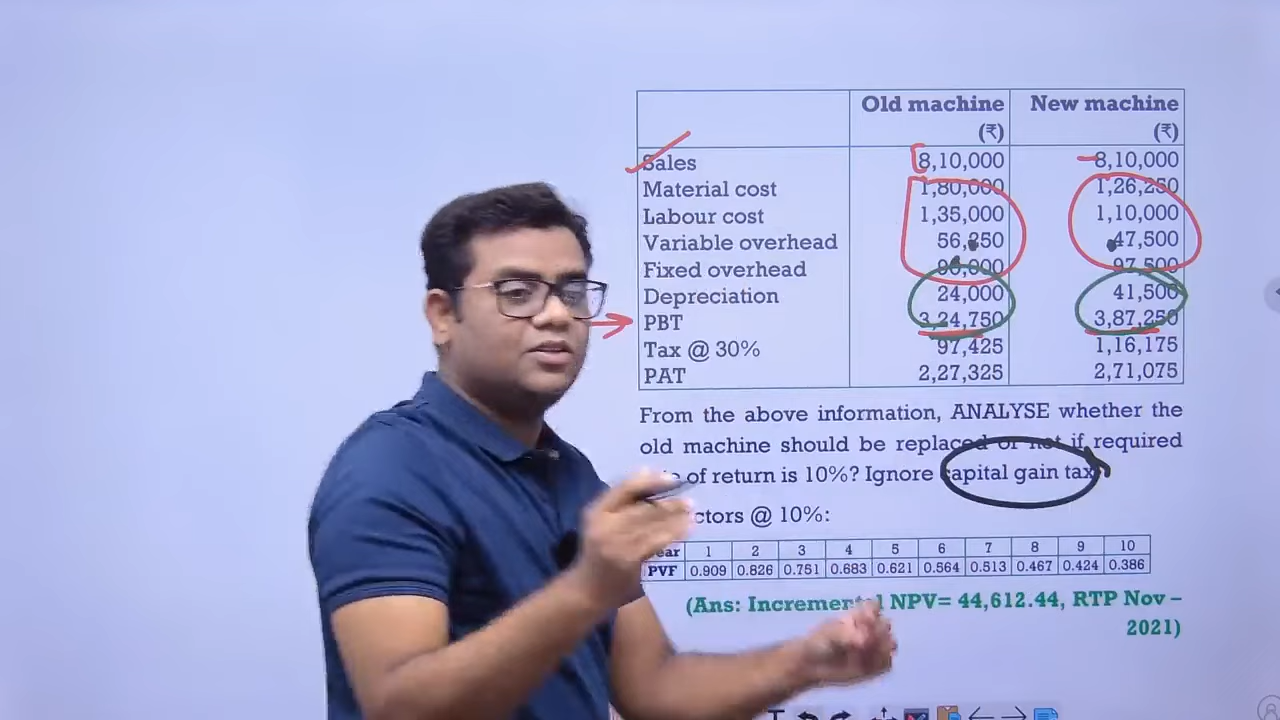 Old machine New machine
(₹) (₹)
Sales 8,10,000 8,10,000
Material cost 1,80,000 1,26,250
Labour cost 1,35,000 1,10,000
Variable overhead 56,250 47,500
Fixed overhead 90,000 97,500
Depreciation 24,000 41,500
PBT 3,24,750 3,87,250
Tax @ 30% 97,425 1,16,175
PAT 2,27,325 2,71,075
From the above information, ANALYSE whether the
old machine should be replaced or not if required
of return is 10%? Ignore capital gain tax
@ 10%:
1 2 3 4 5 6 7 8 9 10
PVF 0.909 0.826 0.751 0.683 0.621 0.564 0.513 0.467 0.424 0.386
(Ans: Incremental NPV= 44,612.44, RTP Nov –
2021)